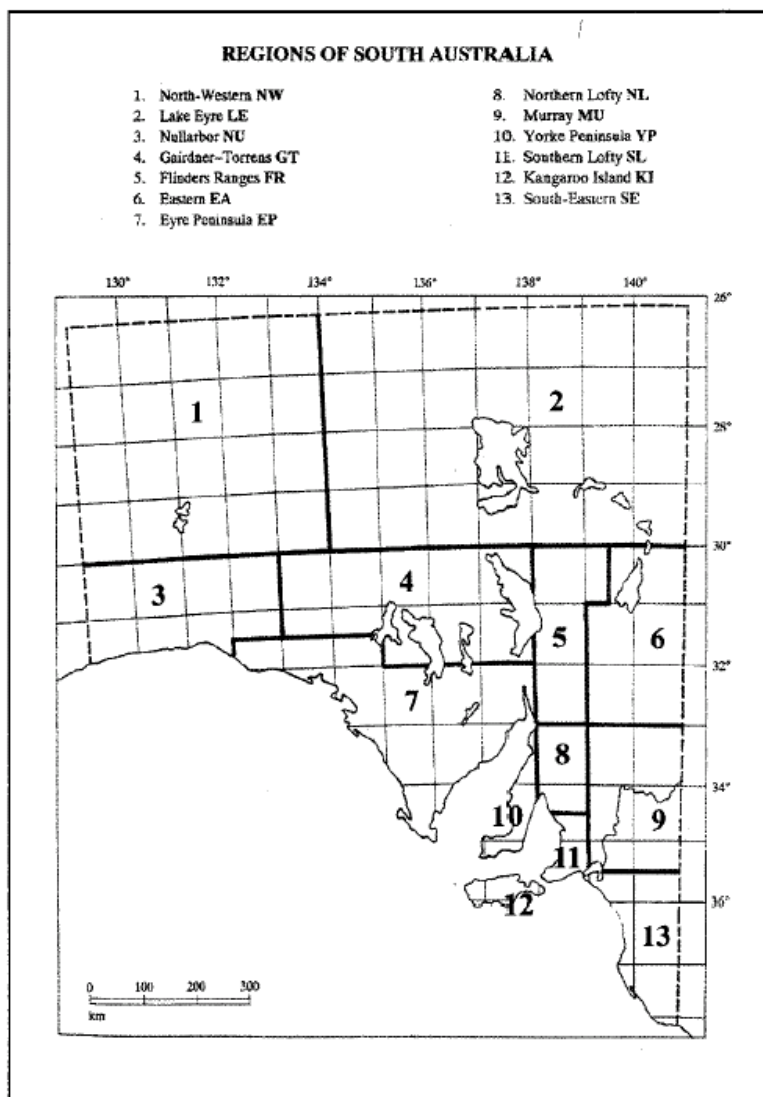 REGIONS OF SOUTH AUSTRALIA
1. North-Western NW
2. Lake Eyre LE
3. Nullarbor NU
4. Gairdner–Torrens GT
5. Flinders Ranges FR
6. Eastern EA
7. Eyre Peninsula EP
8. Northern Lofty NL
9. Murray MU
10. Yorke Peninsula YP
11. Southern Lofty SL
12. Kangaroo Island KI
13. South-Eastern SE
130° 132° 134° 136° 138° 140°
26°
1
2
28°
30°
3
4
5
6
32°
7
8
34°
10
9
11
12
36°
13
0 100 200 300
km